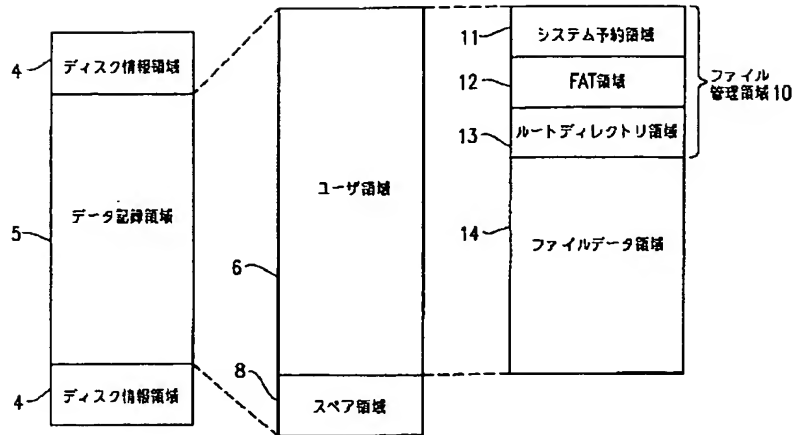 4
ディスク情報領域
5
データ記録領域
4
ディスク情報領域
6
ユーザ領域
8
スペア領域
11
システム予約領域
12
FAT領域
13
ルートディレクトリ領域
14
ファイルデータ領域
ファイル
管理領域10